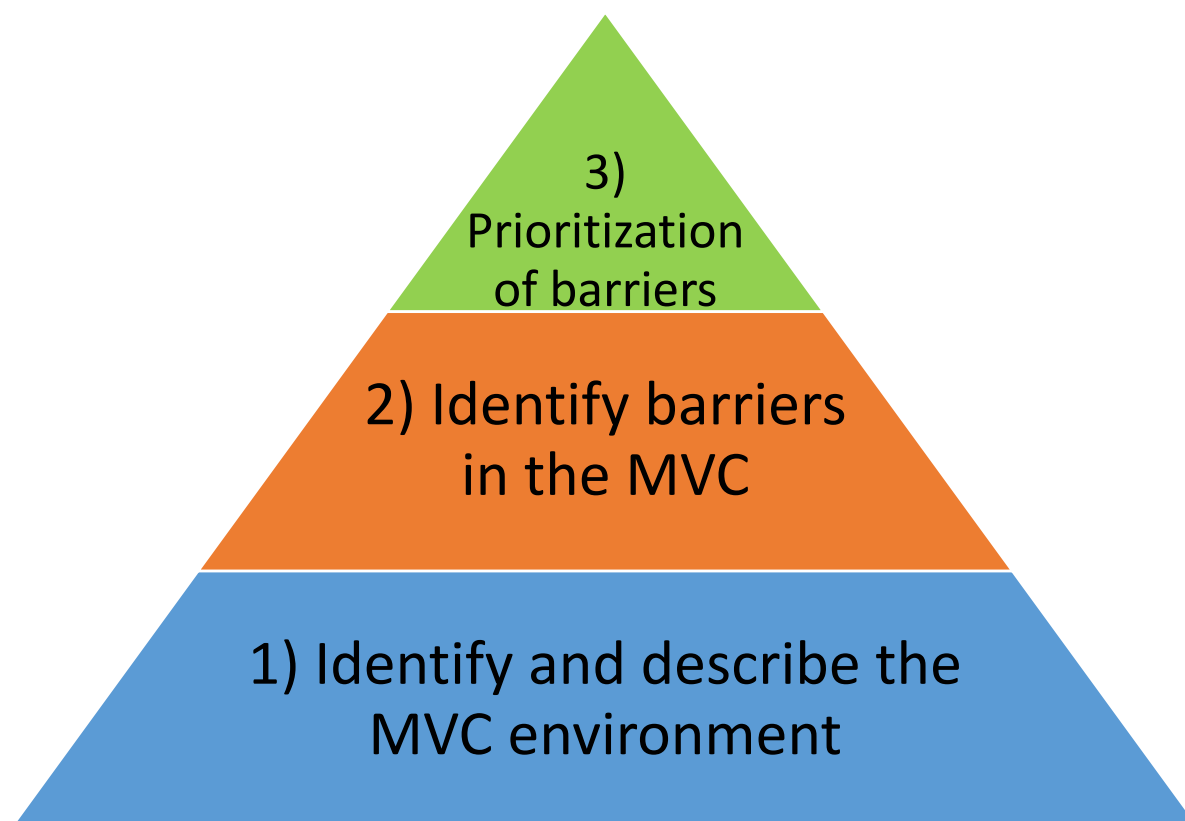 3)
Prioritization
of barriers
2) Identify barriers
in the MVC
1) Identify and describe the
MVC environment